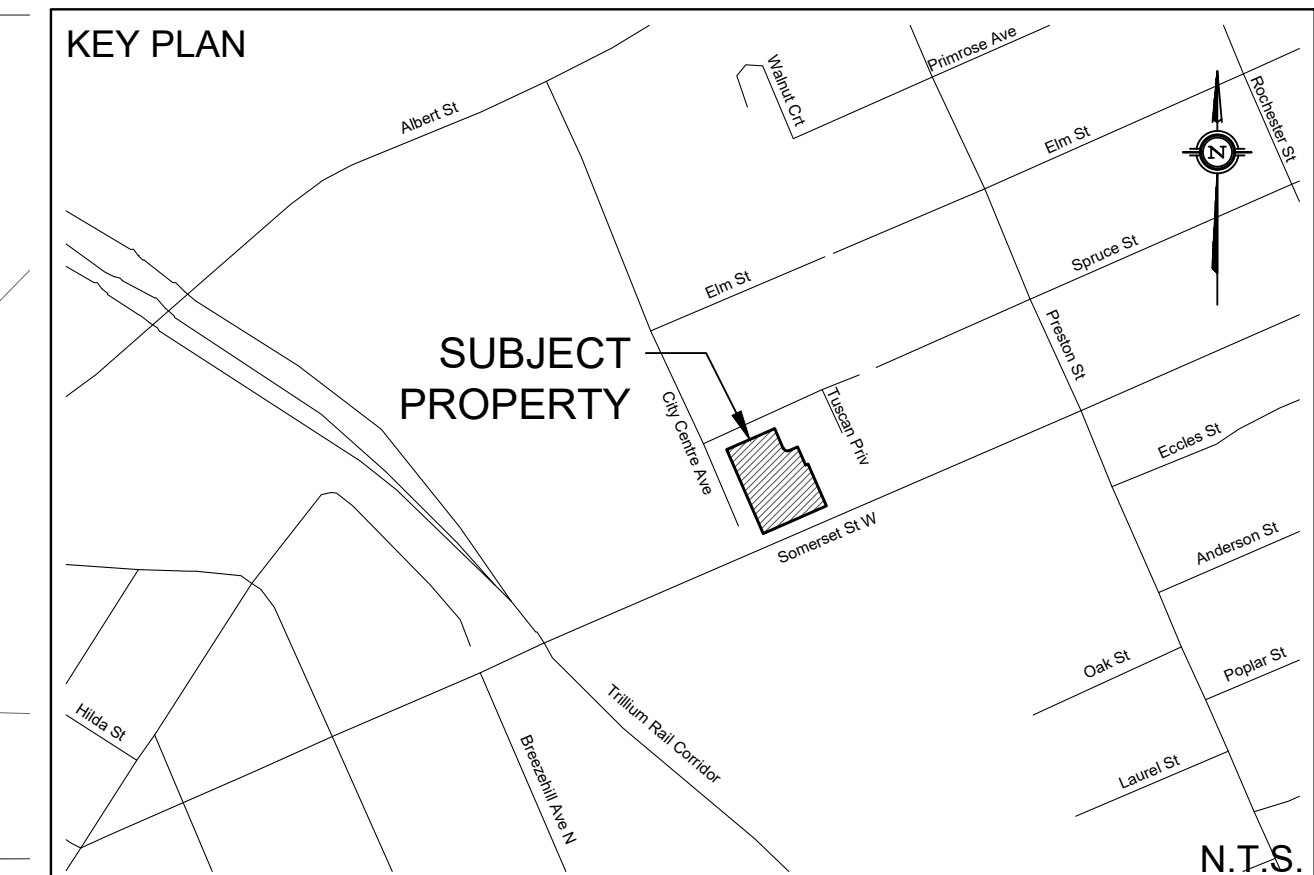 KEY PLAN
Primrose Ave
Walnut Crt
Albert St
Rochester St
Elm St
N
Spruce St
Elm St
Preston St
SUBJECT
PROPERTY
City Centre Ave
Tuscan Priv
Eccles St
Somerset St W
Anderson St
Oak St
Poplar St
Trillium Rail Corridor
Hilda St
Breezehill Ave N
Laurel St
N.T.S.